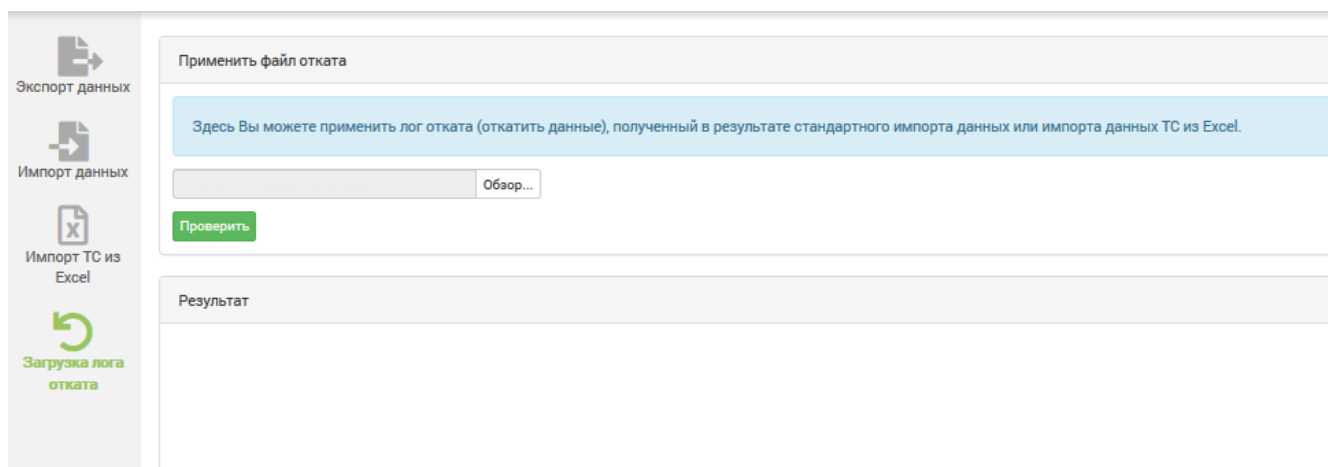 Экспорт данных
Импорт данных
Импорт ТС из
Excel
Загрузка лога
отката
Применить файл отката
Здесь Вы можете применить лог отката (откатить данные), полученный в результате стандартного импорта данных или импорта данных ТС из Excel.
Обзор...
Проверить
Результат